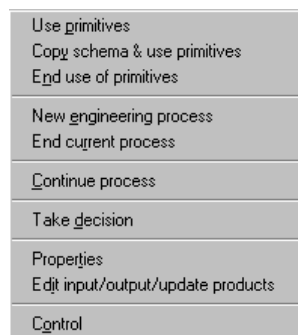 Use primitives
Copy schema & use primitives
End use of primitives
New engineering process
End current process
Continue process
Take decision
Properties
Edit input/output/update products
Control